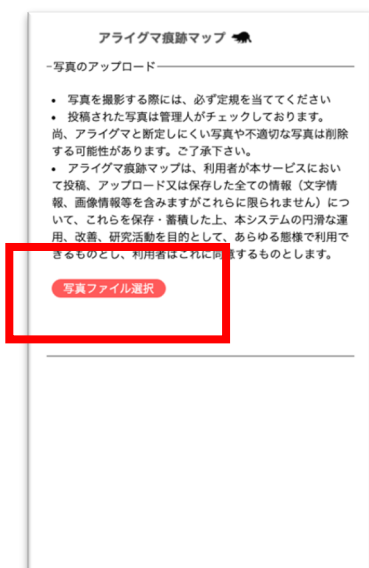 アライグマ痕跡マップ
写真のアップロード
• 写真を撮影する際には、必ず定規を当ててください
• 投稿された写真は管理人がチェックしております。
尚、アライグマと断定しにくい写真や不適切な写真は削除
する可能性があります。ご了承下さい。
• アライグマ痕跡マップは、利用者が本サービスにおい
て投稿、アップロード又は保存した全ての情報（文字情
報、画像情報等を含みますがこれらに限られません）につ
いて、これらを保存・蓄積した上、本システムの円滑な運
用、改善、研究活動を目的として、あらゆる態様で利用で
きるものとし、利用者はこれに同意するものとします。
写真ファイル選択